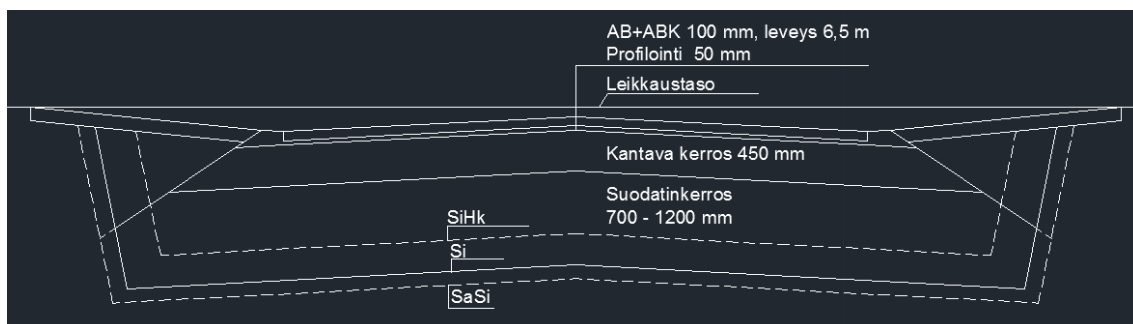 AB+ABK 100 mm, leveys 6,5 m
Profilointi 50 mm
Leikkaustaso
Kantava kerros 450 mm
Suodatinkerros
700 - 1200 mm
SiHk
Si
SaSi